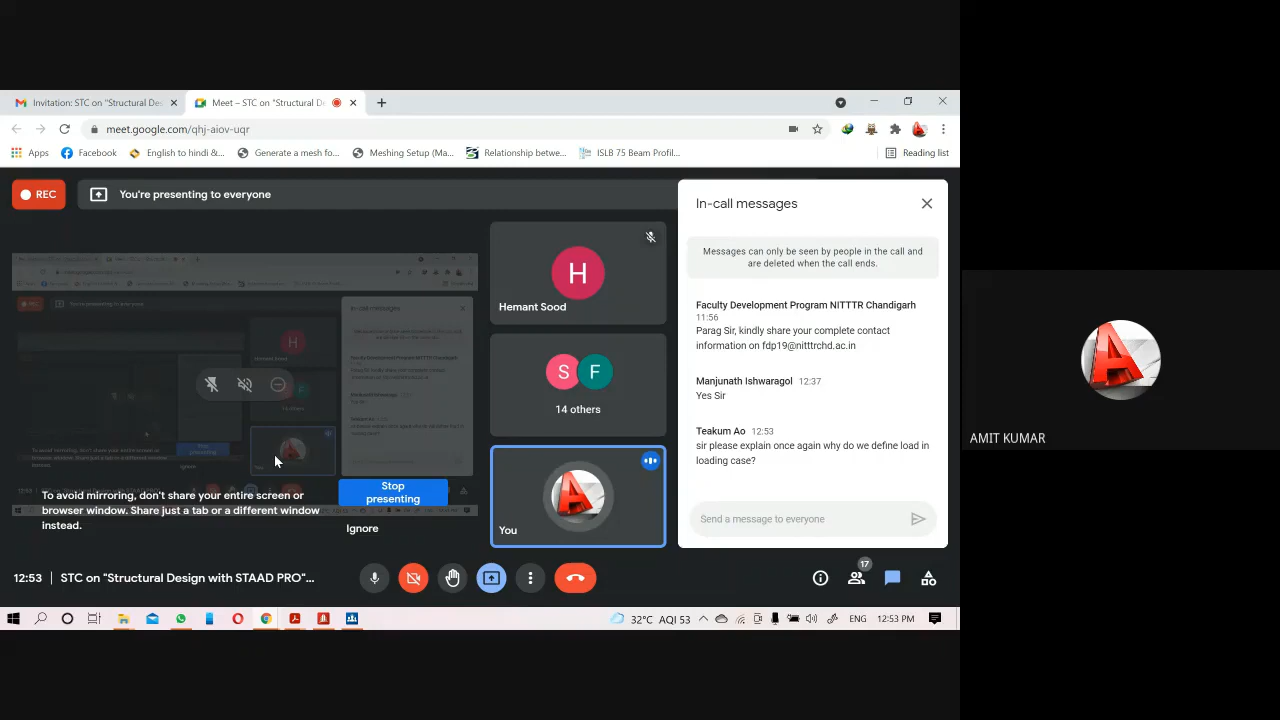 Invitation: STC on "Structural De
Meet – STC on "Structural D
meet.google.com/qhj-aiov-uqr
Apps
Facebook
English to hindi &...
Generate a mesh fo...
Meshing Setup (Ma...
Relationship betwe...
ISLB 75 Beam Profil...
Reading list
REC
You're presenting to everyone
In-call messages
Messages can only be seen by people in the call and
are deleted when the call ends.
Faculty Development Program NITTTR Chandigarh
11:56
Parag Sir, kindly share your complete contact
information on fdp19@nitttrchd.ac.in
Manjunath Ishwaragol 12:37
Yes Sir
Teakum Ao 12:53
sir please explain once again why do we define load in
loading case?
Send a message to everyone
H
Hemant Sood
S F
14 others
You
To avoid mirroring, don't share your entire screen or
browser window. Share just a tab or a different window
instead.
Stop
presenting
Ignore
12:53
STC on "Structural Design with STAAD PRO"...
17
32°C AQI 53
ENG
12:53 PM
AMIT KUMAR